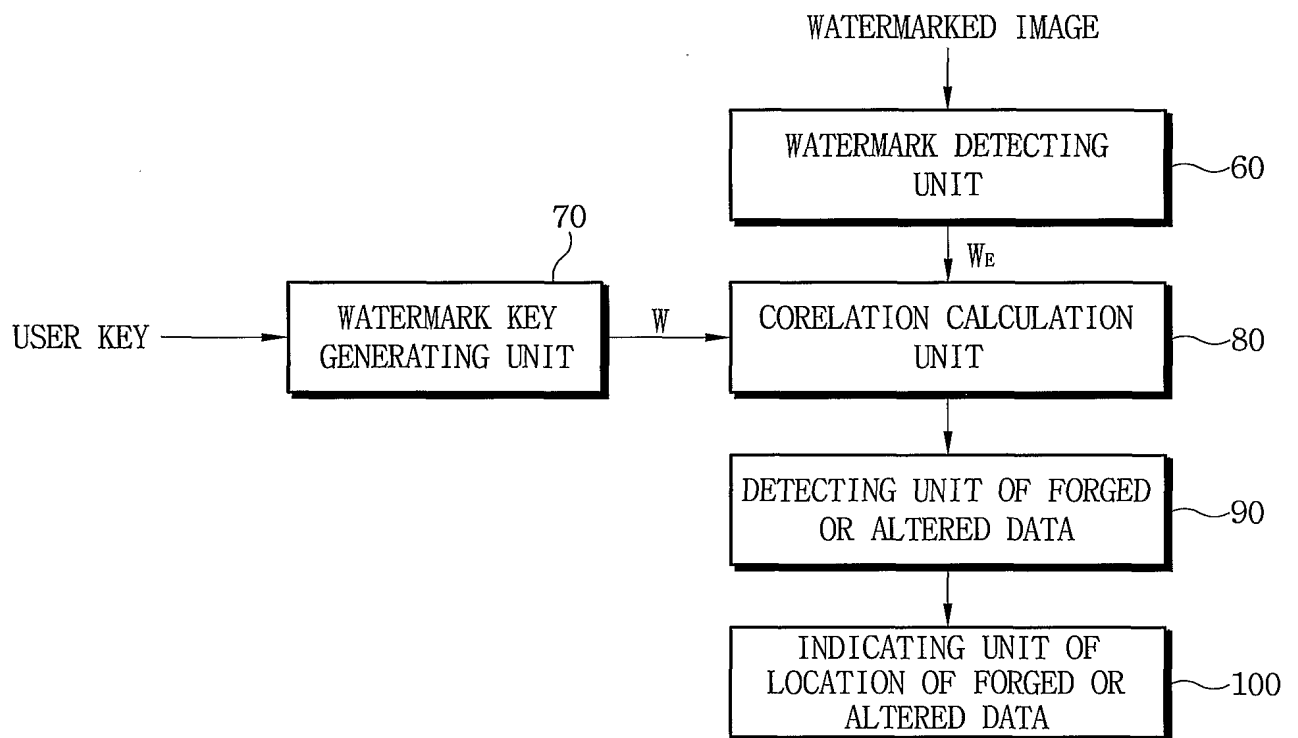 WATERMARKED IMAGE
WATERMARK DETECTING
UNIT
60
70
WE
USER KEY
WATERMARK KEY
GENERATING UNIT
W
CORELATION CALCULATION
UNIT
80
DETECTING UNIT OF FORGED
OR ALTERED DATA
90
INDICATING UNIT OF
LOCATION OF FORGED OR
ALTERED DATA
100